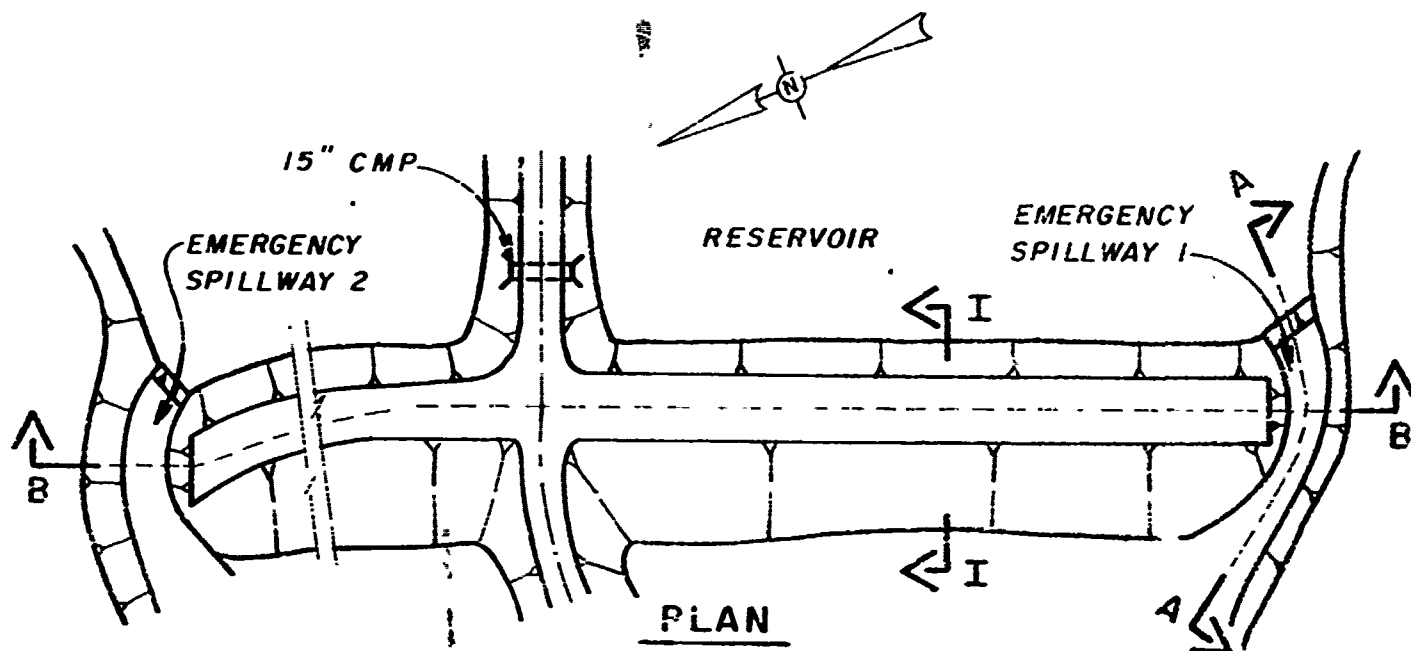 N
15" CMP
A
EMERGENCY
SPILLWAY 2
RESERVOIR
EMERGENCY
SPILLWAY 1
I
B
B
I
A
PLAN